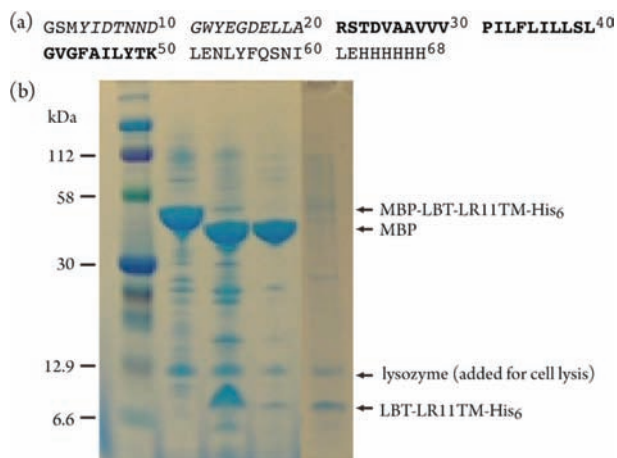 (a) GSMYIDTNND10 GWYEGDELLA20 RSTDVAAVVV30 PILFLILLSL40
GVGFAILYTK50 LENLYFQSNI60 LEHHHHHH68
(b)
kDa
112
58
MBP-LBT-LR11TM-His6
MBP
30
12.9
lysozyme (added for cell lysis)
LBT-LR11TM-His6
6.6